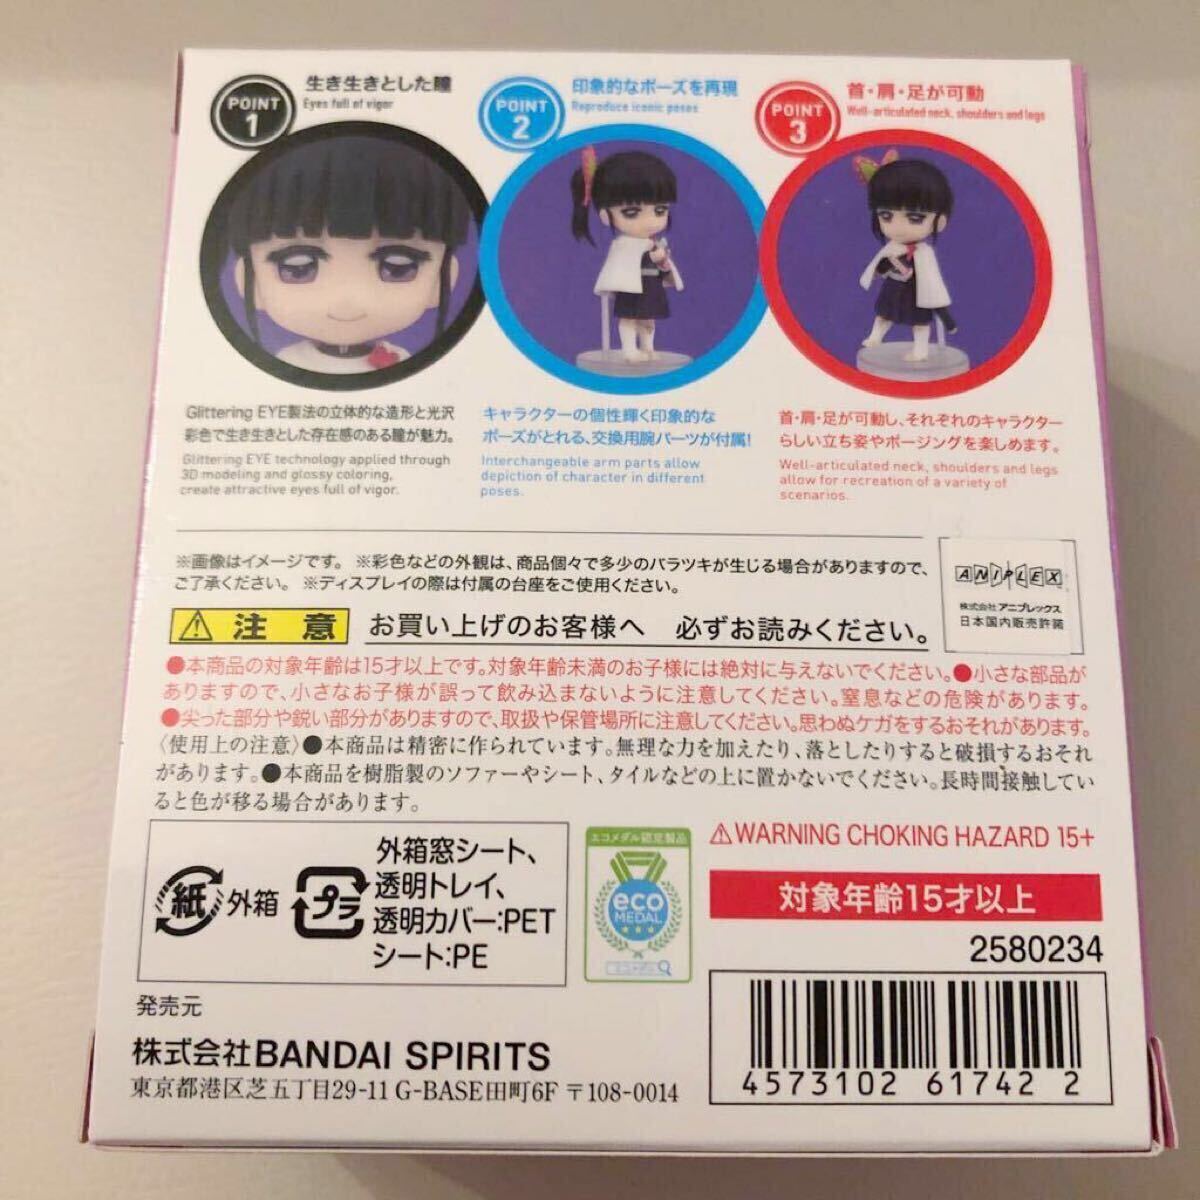 POINT
1
生き生きとした瞳
Eyes full of vigor
POINT
2
印象的なポーズを再現
Reproduce iconic poses
POINT
3
首・肩・足が可動
Well-articulated neck, shoulders and legs
Glittering EYE製法の立体的な造形と光沢
彩色で生き生きとした存在感のある瞳が魅力。
Glittering EYE technology applied through
3D modeling and glossy coloring,
create attractive eyes full of vigor.
キャラクターの個性輝く印象的な
ポーズがとれる、交換用腕パーツが付属!
Interchangeable arm parts allow
depiction of character in different
poses.
首・肩・足が可動し、それぞれのキャラクター
らしい立ち姿やポージングを楽しめます。
Well-articulated neck, shoulders and legs
allow for recreation of a variety of
scenarios.
※画像はイメージです。 ※彩色などの外観は、商品個々で多少のバラツキが生じる場合がありますので、
ご了承ください。 ※ディスプレイの際は付属の台座をご使用ください。
ANIPLEX
株式会社アニプレックス
日本国内販売許諾
注意 お買い上げのお客様へ 必ずお読みください。
●本商品の対象年齢は15才以上です。対象年齢未満のお子様には絶対に与えないでください。●小さな部品が
ありますので、小さなお子様が誤って飲み込まないように注意してください。窒息などの危険があります。
●尖った部分や鋭い部分がありますので、取扱や保管場所に注意してください。思わぬケガをするおそれがあります。
〈使用上の注意〉●本商品は精密に作られています。無理な力を加えたり、落としたりすると破損するおそれ
があります。●本商品を樹脂製のソファーやシート、タイルなどの上に置かないでください。長時間接触してい
ると色が移る場合があります。
紙 外箱
プラ
外箱窓シート、
透明トレイ、
透明カバー:PET
シート:PE
エコメダル認定製品
eco
MEDAL
エコメダル
⚠WARNING CHOKING HAZARD 15+
対象年齢15才以上
2580234
4573102 61742 2
発売元
株式会社BANDAI SPIRITS
東京都港区芝五丁目29-11 G-BASE田町6F 〒108-0014